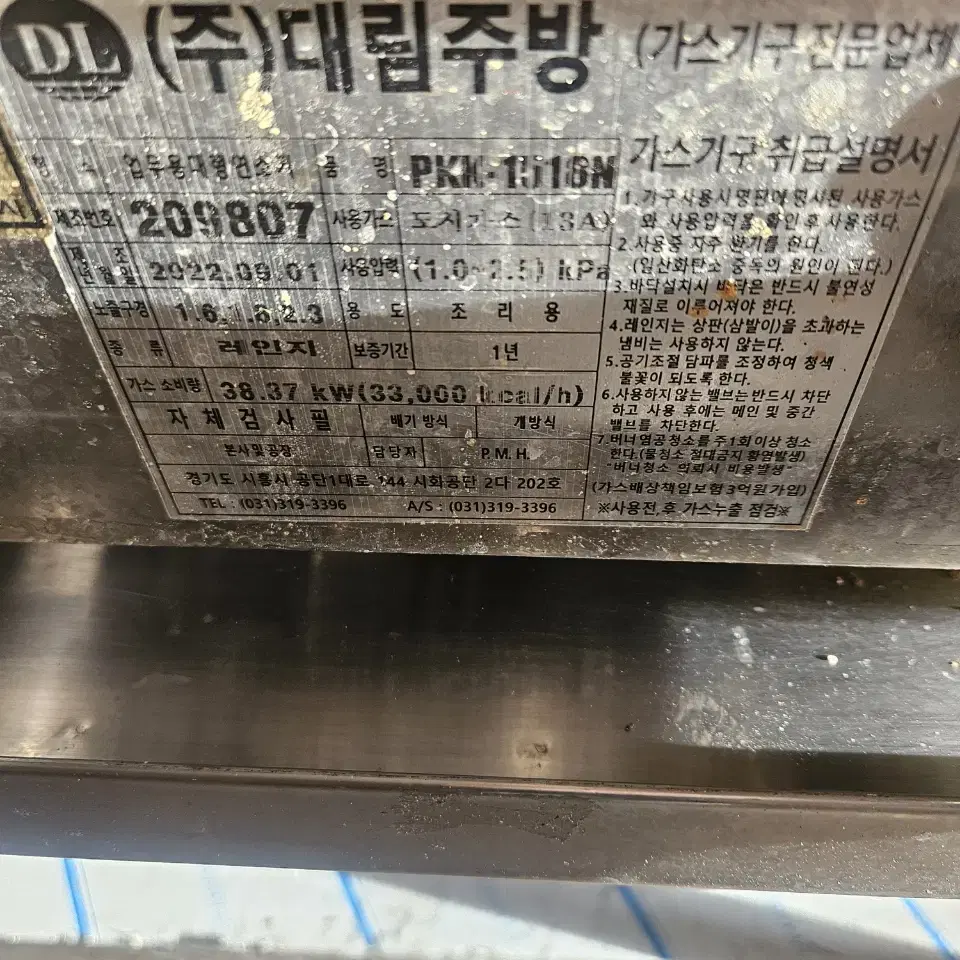 DL (주)대림주방 (가스기구전문업체
형 식 업무용대형연소기 품 명 PKK-1518N
제조번호 209807 사용가스 도시가스(13A)
제조년월일 2022.09.01 사용압력 (1.0~2.5) kPa
노즐구경 1.6,1.8,2.3 용 도 조 리 용
종 류 레인지 보증기간 1년
가스 소비량 38.37 kW(33,000 kcal/h)
자체검사필 배기 방식 개방식
본사및공장 담당자 P.M.H.
경기도 시흥시 공단1대로 144 시화공단 2다 202호
TEL : (031)319-3396 A/S : (031)319-3396
가스기구 취급설명서
1.기구사용시명판에 명시된 사용가스
와 사용압력을 확인 후 사용한다.
2.사용중 자주 환기를 한다.
(일산화탄소 중독의 원인이 된다.)
3.바닥설치시 바닥은 반드시 불연성
재질로 이루어져야 한다.
4.레인지는 상판(삼발이)을 초과하는
냄비는 사용하지 않는다.
5.공기조절 담파를 조정하여 청색
불꽃이 되도록 한다.
6.사용하지않는 밸브는반드시 차단
하고 사용 후에는 메인 및 중간
밸브를 차단한다.
7.버너염공청소를 주1회이상 청소
한다.(물청소 절대금지 황염발생)
"버너청소 의뢰시 비용발생"
(가스배상책임보험3억원가입)
※사용전,후 가스누출 점검※